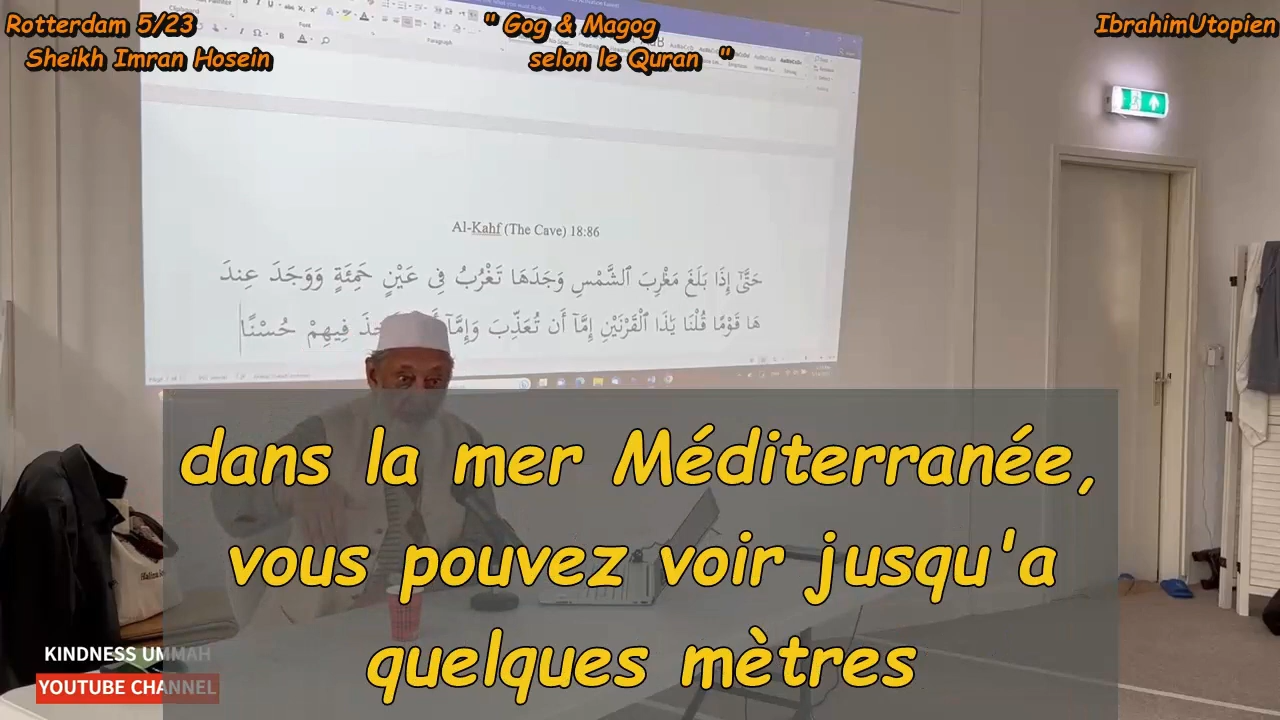 Rotterdam 5/23
Sheikh Imran Hosein
" Gog & Magog
selon le Quran "
IbrahimUtopien
Paragraph
Al-Kahf (The Cave) 18:86
حَتَّىٰٓ إِذَا بَلَغَ مَغْرِبَ ٱلشَّمْسِ وَجَدَهَا تَغْرُبُ فِى عَيْنٍ حَمِئَةٍ وَوَجَدَ عِندَ
هَا قَوْمًا قُلْنَا يَٰذَا ٱلْقَرْنَيْنِ إِمَّآ أَن تُعَذِّبَ وَإِمَّآ فِيهِمْ حُسْنًا
dans la mer Méditerranée,
vous pouvez voir jusqu'a
quelques mètres
KINDNESS UMMAH
YOUTUBE CHANNEL